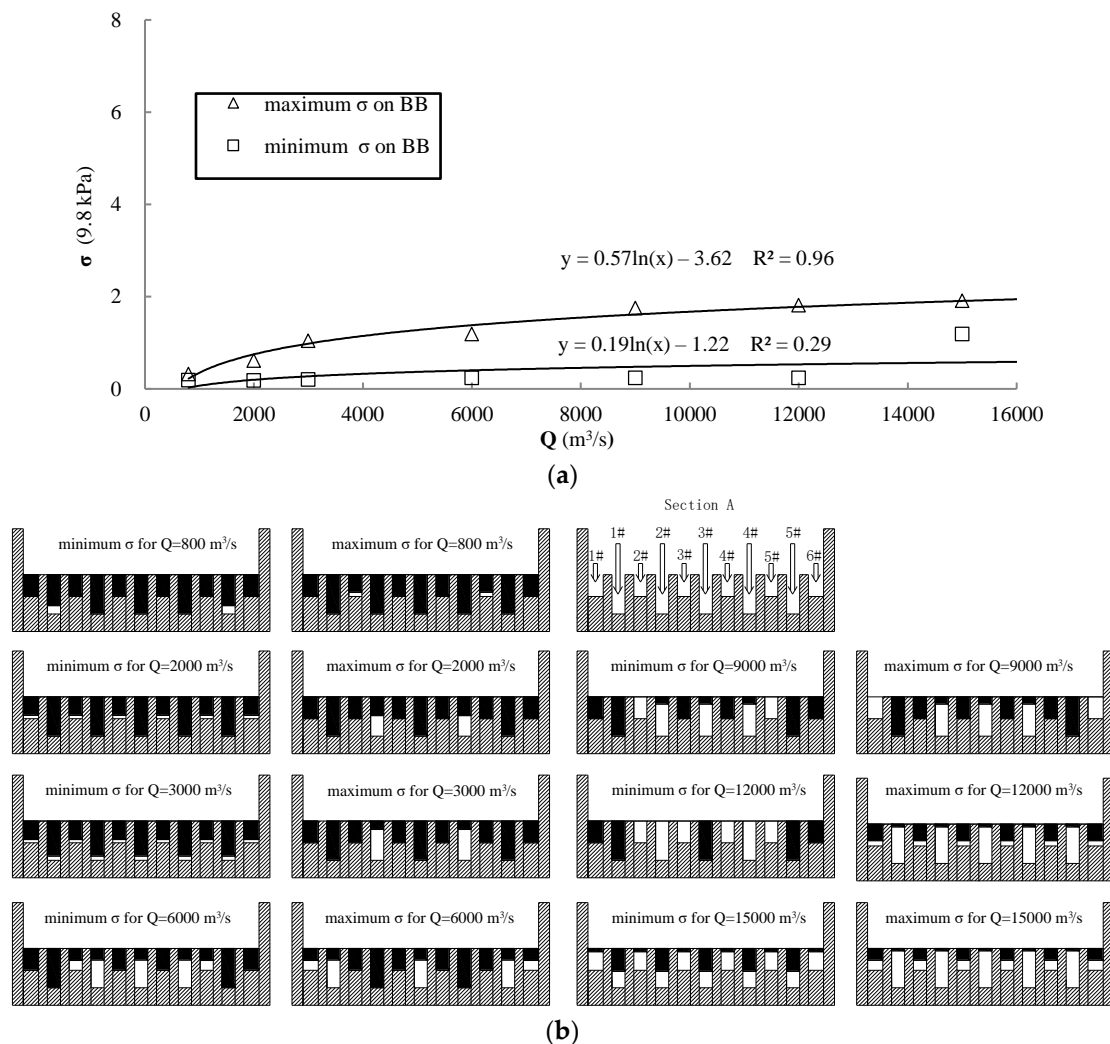 8
6
4
2
0
σ (9.8 kPa)
maximum σ on BB
minimum σ on BB
y = 0.57ln(x) – 3.62 R² = 0.96
y = 0.19ln(x) – 1.22 R² = 0.29
0 2000 4000 6000 8000 10000 12000 14000 16000
Q (m³/s)
(a)
Section A
1# 2# 3# 4# 5#
1# 2# 3# 4# 5# 6#
minimum σ for Q=800 m³/s
maximum σ for Q=800 m³/s
minimum σ for Q=2000 m³/s
maximum σ for Q=2000 m³/s
minimum σ for Q=9000 m³/s
maximum σ for Q=9000 m³/s
minimum σ for Q=3000 m³/s
maximum σ for Q=3000 m³/s
minimum σ for Q=12000 m³/s
maximum σ for Q=12000 m³/s
minimum σ for Q=6000 m³/s
maximum σ for Q=6000 m³/s
minimum σ for Q=15000 m³/s
maximum σ for Q=15000 m³/s
(b)